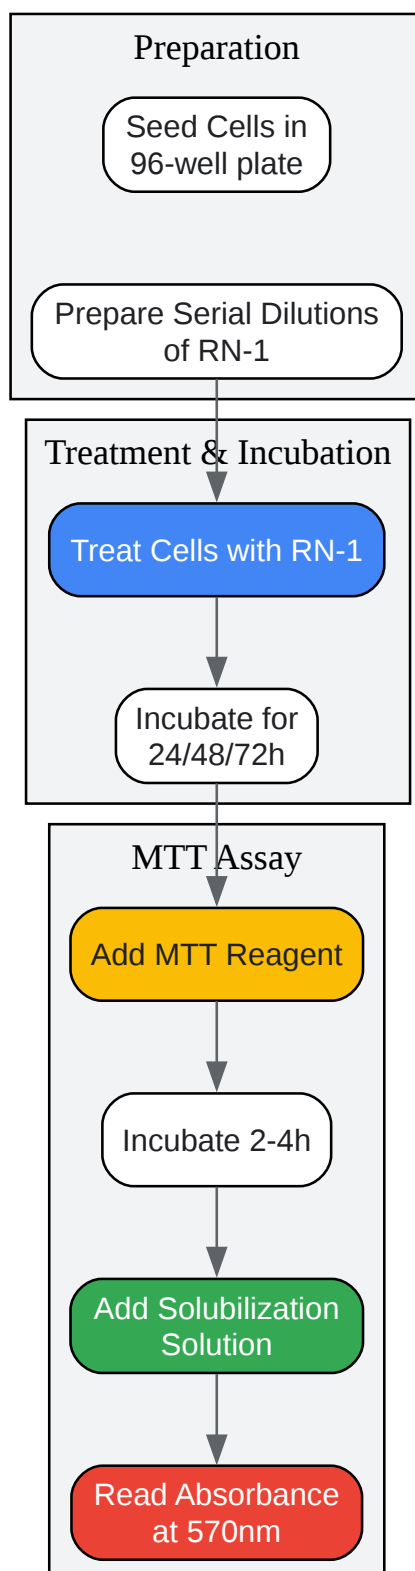 Preparation
Seed Cells in
96-well plate
Prepare Serial Dilutions
of RN-1
Treatment & Incubation
Treat Cells with RN-1
Incubate for
24/48/72h
MTT Assay
Add MTT Reagent
Incubate 2-4h
Add Solubilization
Solution
Read Absorbance
at 570nm